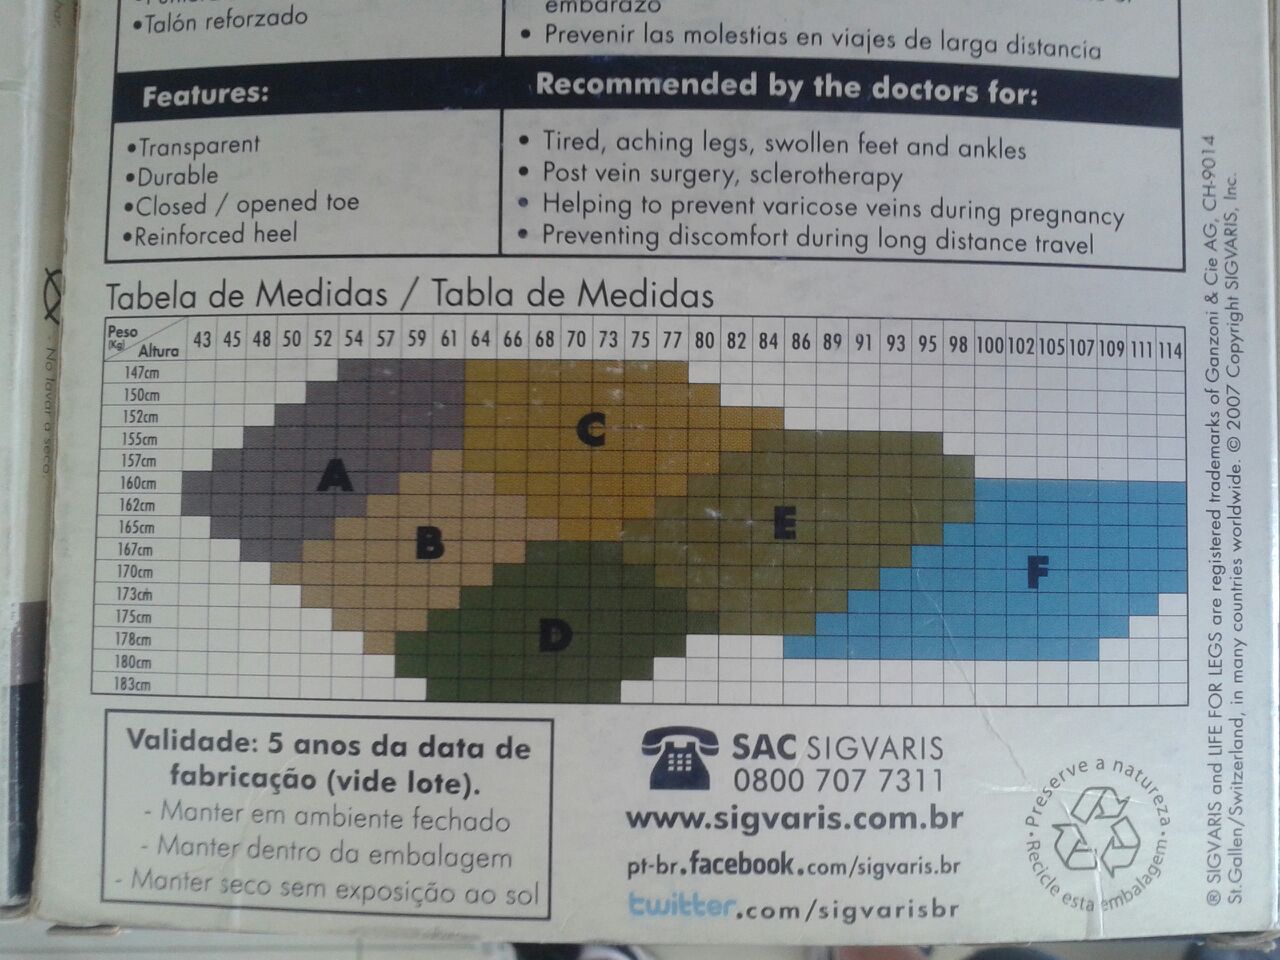 •Talón reforzado
embarazo
• Prevenir las molestias en viajes de larga distancia
Features:
•Transparent
•Durable
•Closed / opened toe
•Reinforced heel
Recommended by the doctors for:
• Tired, aching legs, swollen feet and ankles
• Post vein surgery, sclerotherapy
• Helping to prevent varicose veins during pregnancy
• Preventing discomfort during long distance travel
Tabela de Medidas / Tabla de Medidas
Peso (Kg) Altura 43 45 48 50 52 54 57 59 61 64 66 68 70 73 75 77 80 82 84 86 89 91 93 95 98 100 102 105 107 109 111 114
147cm
150cm
152cm
155cm
157cm
160cm
162cm
165cm
167cm
170cm
173cm
175cm
178cm
180cm
183cm
A
B
C
D
E
F
Validade: 5 anos da data de
fabricação (vide lote).
- Manter em ambiente fechado
- Manter dentro da embalagem
- Manter seco sem exposição ao sol
SAC SIGVARIS
0800 707 7311
www.sigvaris.com.br
pt-br.facebook.com/sigvaris.br
twitter.com/sigvarisbr
• Preserve a natureza •
Recicle esta embalagem
® SIGVARIS and LIFE FOR LEGS are registered trademarks of Ganzoni & Cie AG, CH-9014
St.Gallen/Switzerland, in many countries worldwide. © 2007 Copyright SIGVARIS, Inc.
· No lavar a seco.